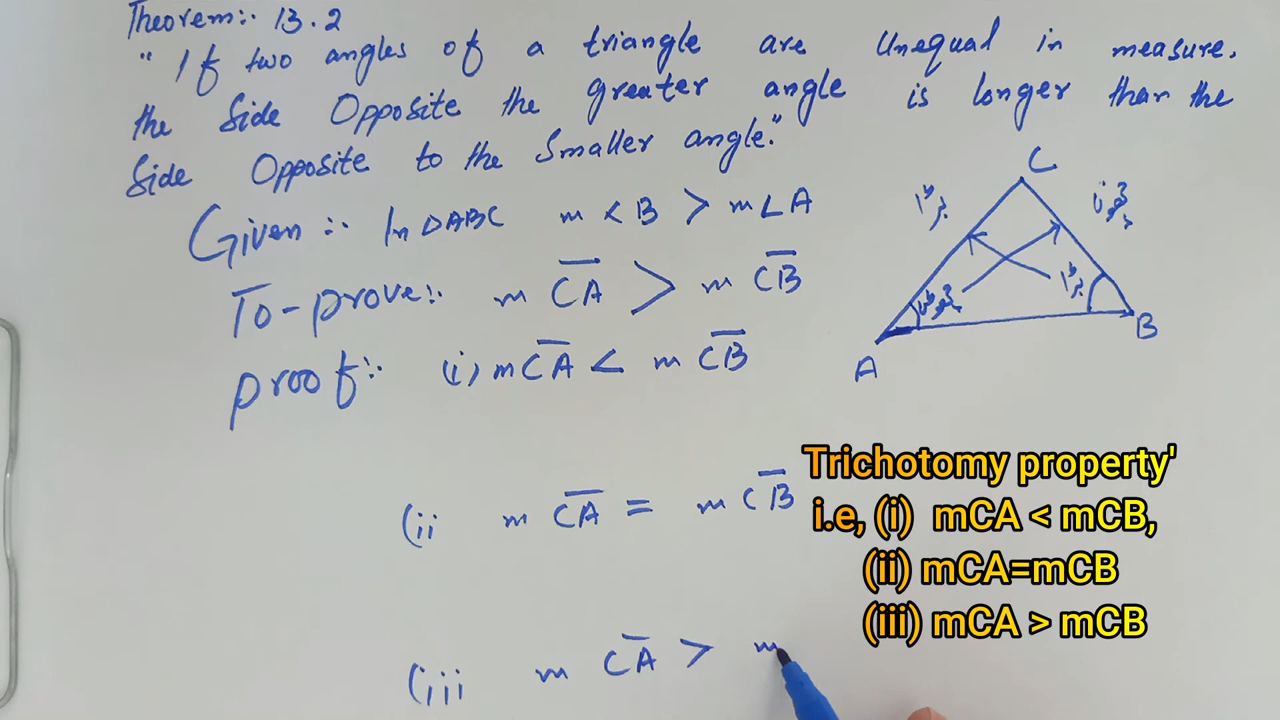 Theorem:. 13.2
"If two angles of a triangle are Unequal in measure.
the Side Opposite the greater angle is longer than the
Side Opposite to the Smaller angle."
Given :. In △ABC m < B > m∠A
To-prove:. m C̅A̅ > m C̅B̅
proof:. (i) m C̅A̅ < m C̅B̅
(ii m C̅A̅ = m C̅B̅
(iii m C̅A̅ > m
C
A
B
Trichotomy property'
i.e, (i) mCA < mCB,
(ii) mCA=mCB
(iii) mCA > mCB